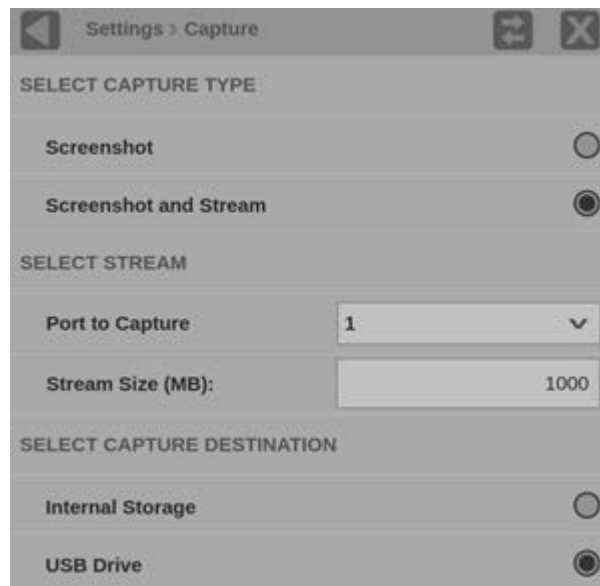 Settings > Capture
SELECT CAPTURE TYPE
Screenshot
Screenshot and Stream
SELECT STREAM
Port to Capture 1
Stream Size (MB): 1000
SELECT CAPTURE DESTINATION
Internal Storage
USB Drive